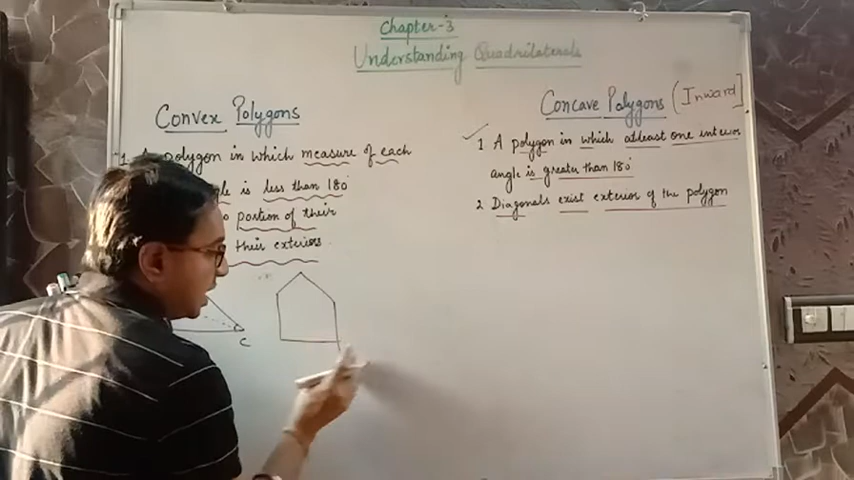 Chapter-3
Understanding Quadrilaterals
Convex Polygons
1 A polygon in which measure of each
is less than 180°
portion of their
their exteriors
C
Concave Polygons (Inward]
1 A polygon in which atleast one interior
angle is greater than 180°
2 Diagonals exist exterior of the polygon